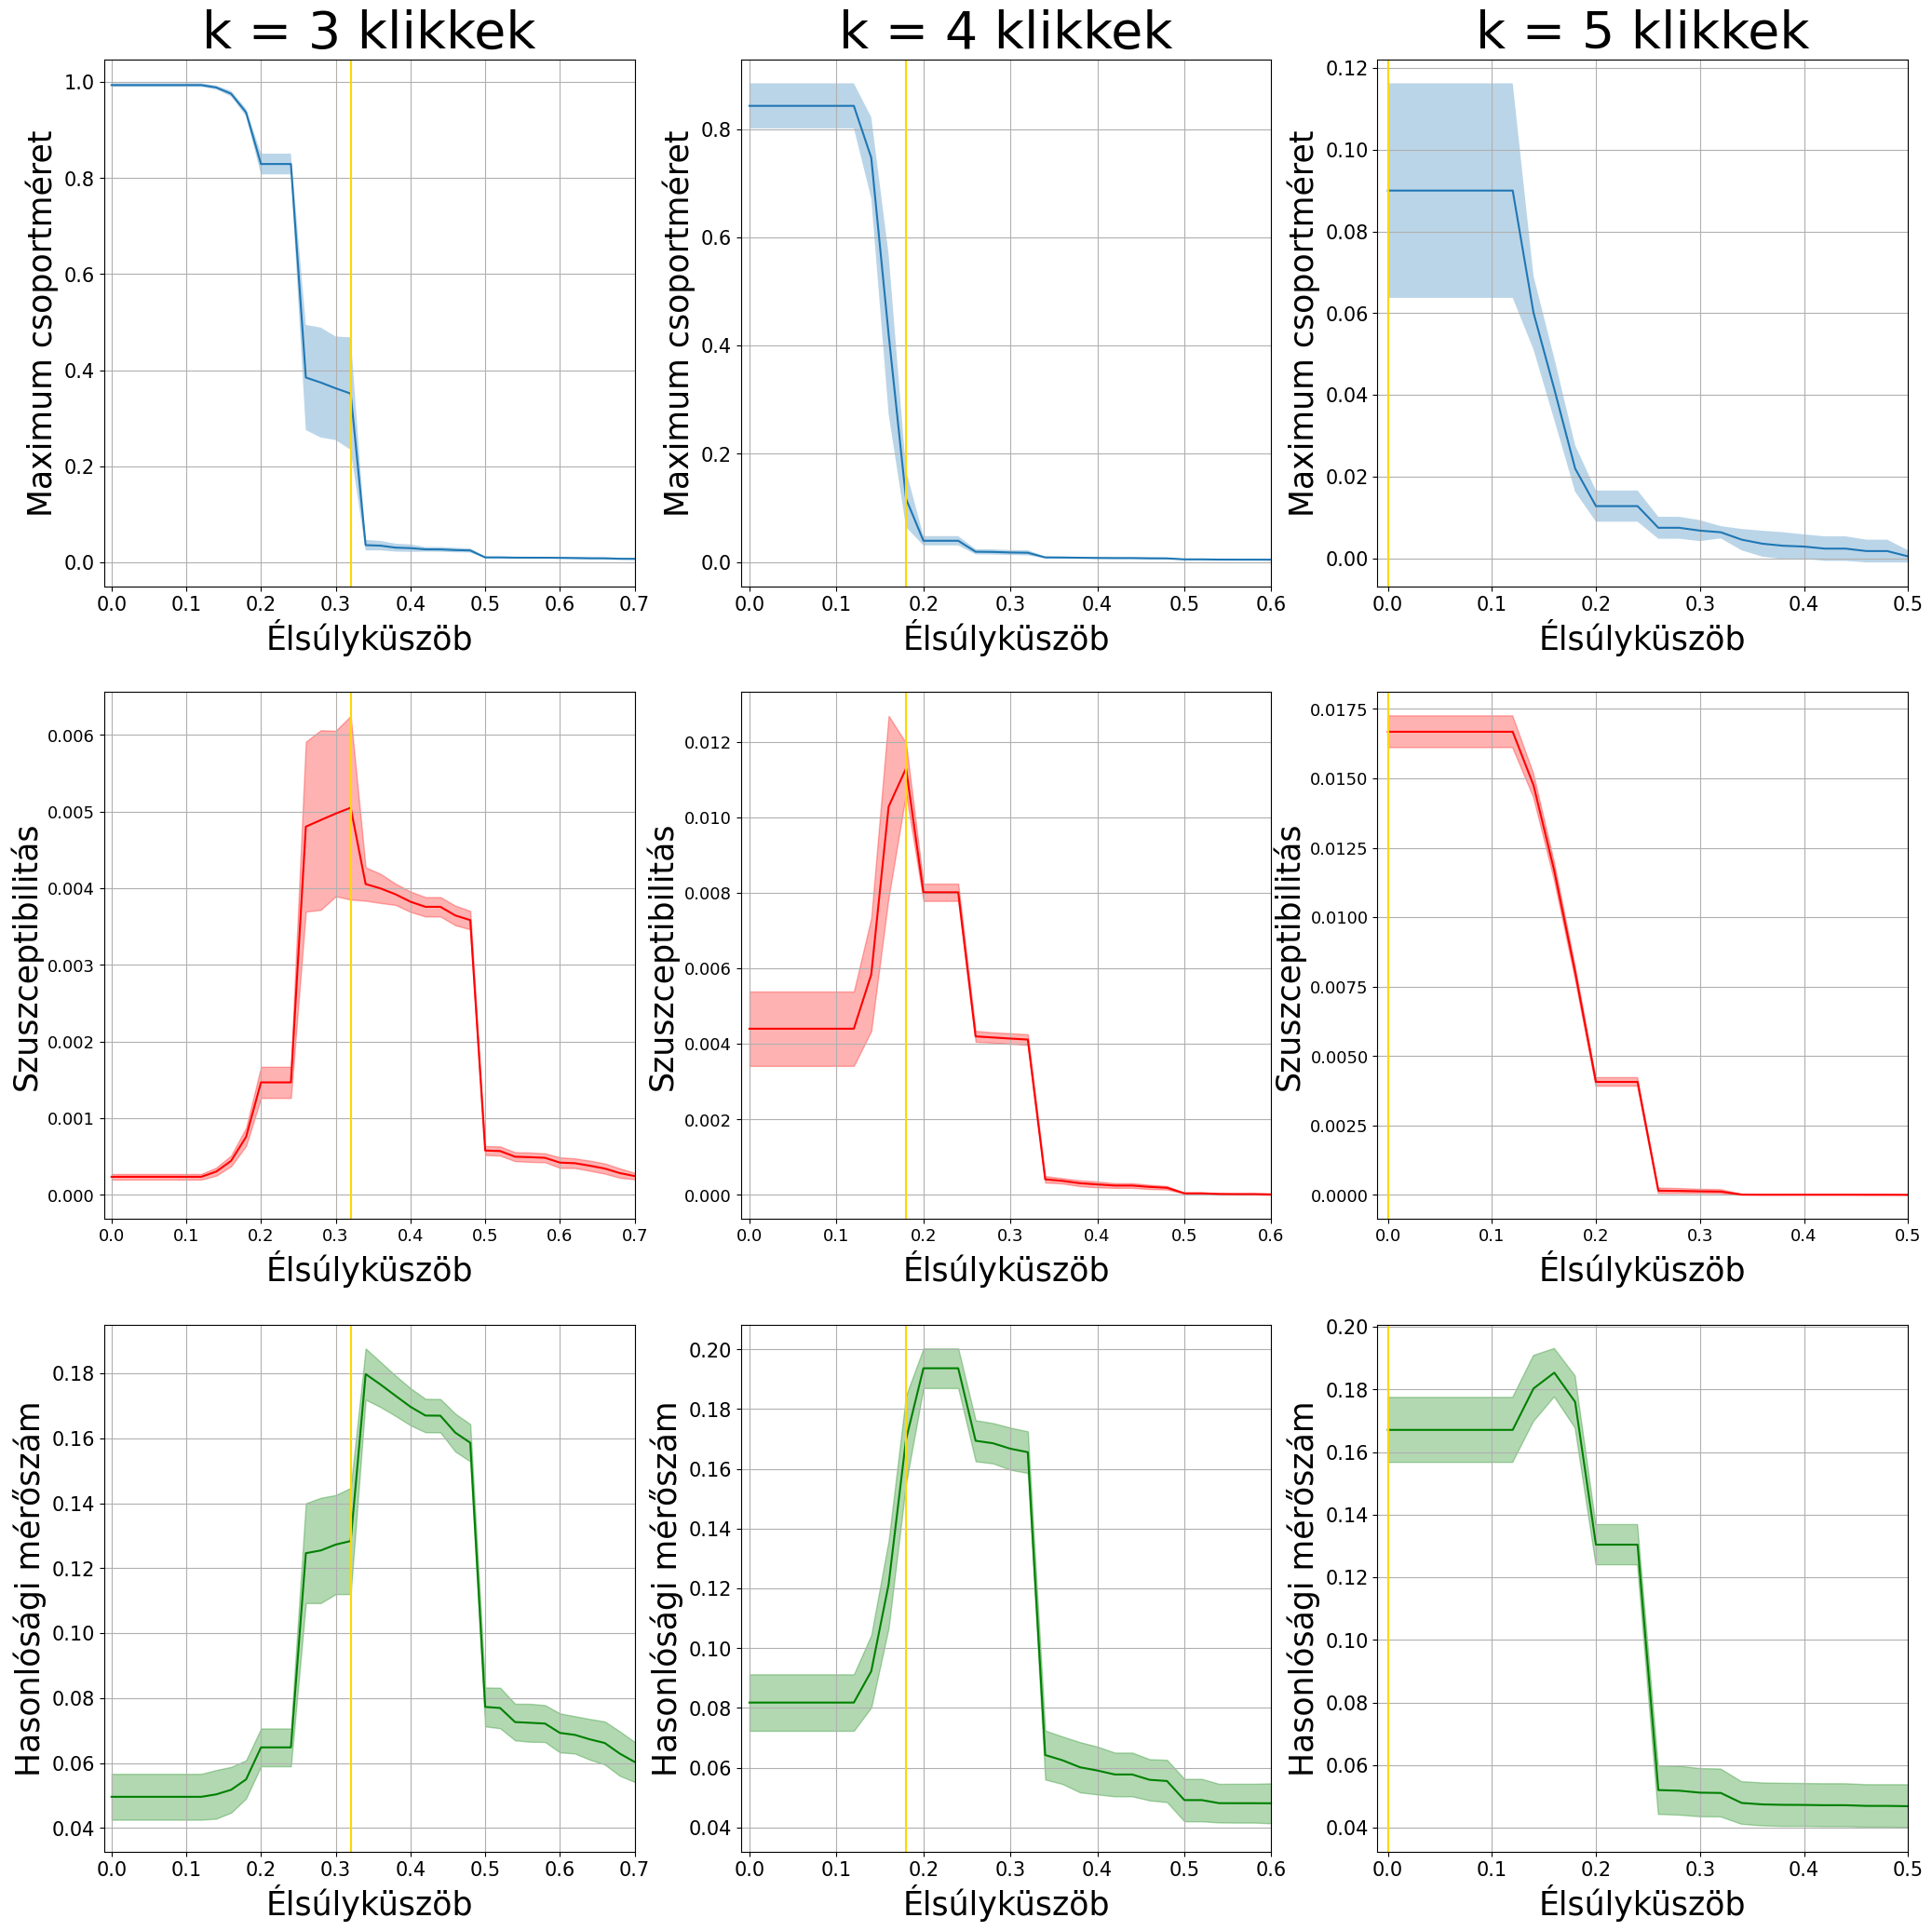 k = 3 klikkek
k = 4 klikkek
k = 5 klikkek
Maximum csoportméret
1.0
0.8
0.6
0.4
0.2
0.0
0.0 0.1 0.2 0.3 0.4 0.5 0.6 0.7
Élsúlyküszöb
Maximum csoportméret
0.8
0.6
0.4
0.2
0.0
0.0 0.1 0.2 0.3 0.4 0.5 0.6
Élsúlyküszöb
Maximum csoportméret
0.12
0.10
0.08
0.06
0.04
0.02
0.00
0.0 0.1 0.2 0.3 0.4 0.5
Élsúlyküszöb
Szuszceptibilitás
0.006
0.005
0.004
0.003
0.002
0.001
0.000
0.0 0.1 0.2 0.3 0.4 0.5 0.6 0.7
Élsúlyküszöb
Szuszceptibilitás
0.012
0.010
0.008
0.006
0.004
0.002
0.000
0.0 0.1 0.2 0.3 0.4 0.5 0.6
Élsúlyküszöb
Szuszceptibilitás
0.0175
0.0150
0.0125
0.0100
0.0075
0.0050
0.0025
0.0000
0.0 0.1 0.2 0.3 0.4 0.5
Élsúlyküszöb
Hasonlósági mérőszám
0.18
0.16
0.14
0.12
0.10
0.08
0.06
0.04
0.0 0.1 0.2 0.3 0.4 0.5 0.6 0.7
Élsúlyküszöb
Hasonlósági mérőszám
0.20
0.18
0.16
0.14
0.12
0.10
0.08
0.06
0.04
0.0 0.1 0.2 0.3 0.4 0.5 0.6
Élsúlyküszöb
Hasonlósági mérőszám
0.20
0.18
0.16
0.14
0.12
0.10
0.08
0.06
0.04
0.0 0.1 0.2 0.3 0.4 0.5
Élsúlyküszöb